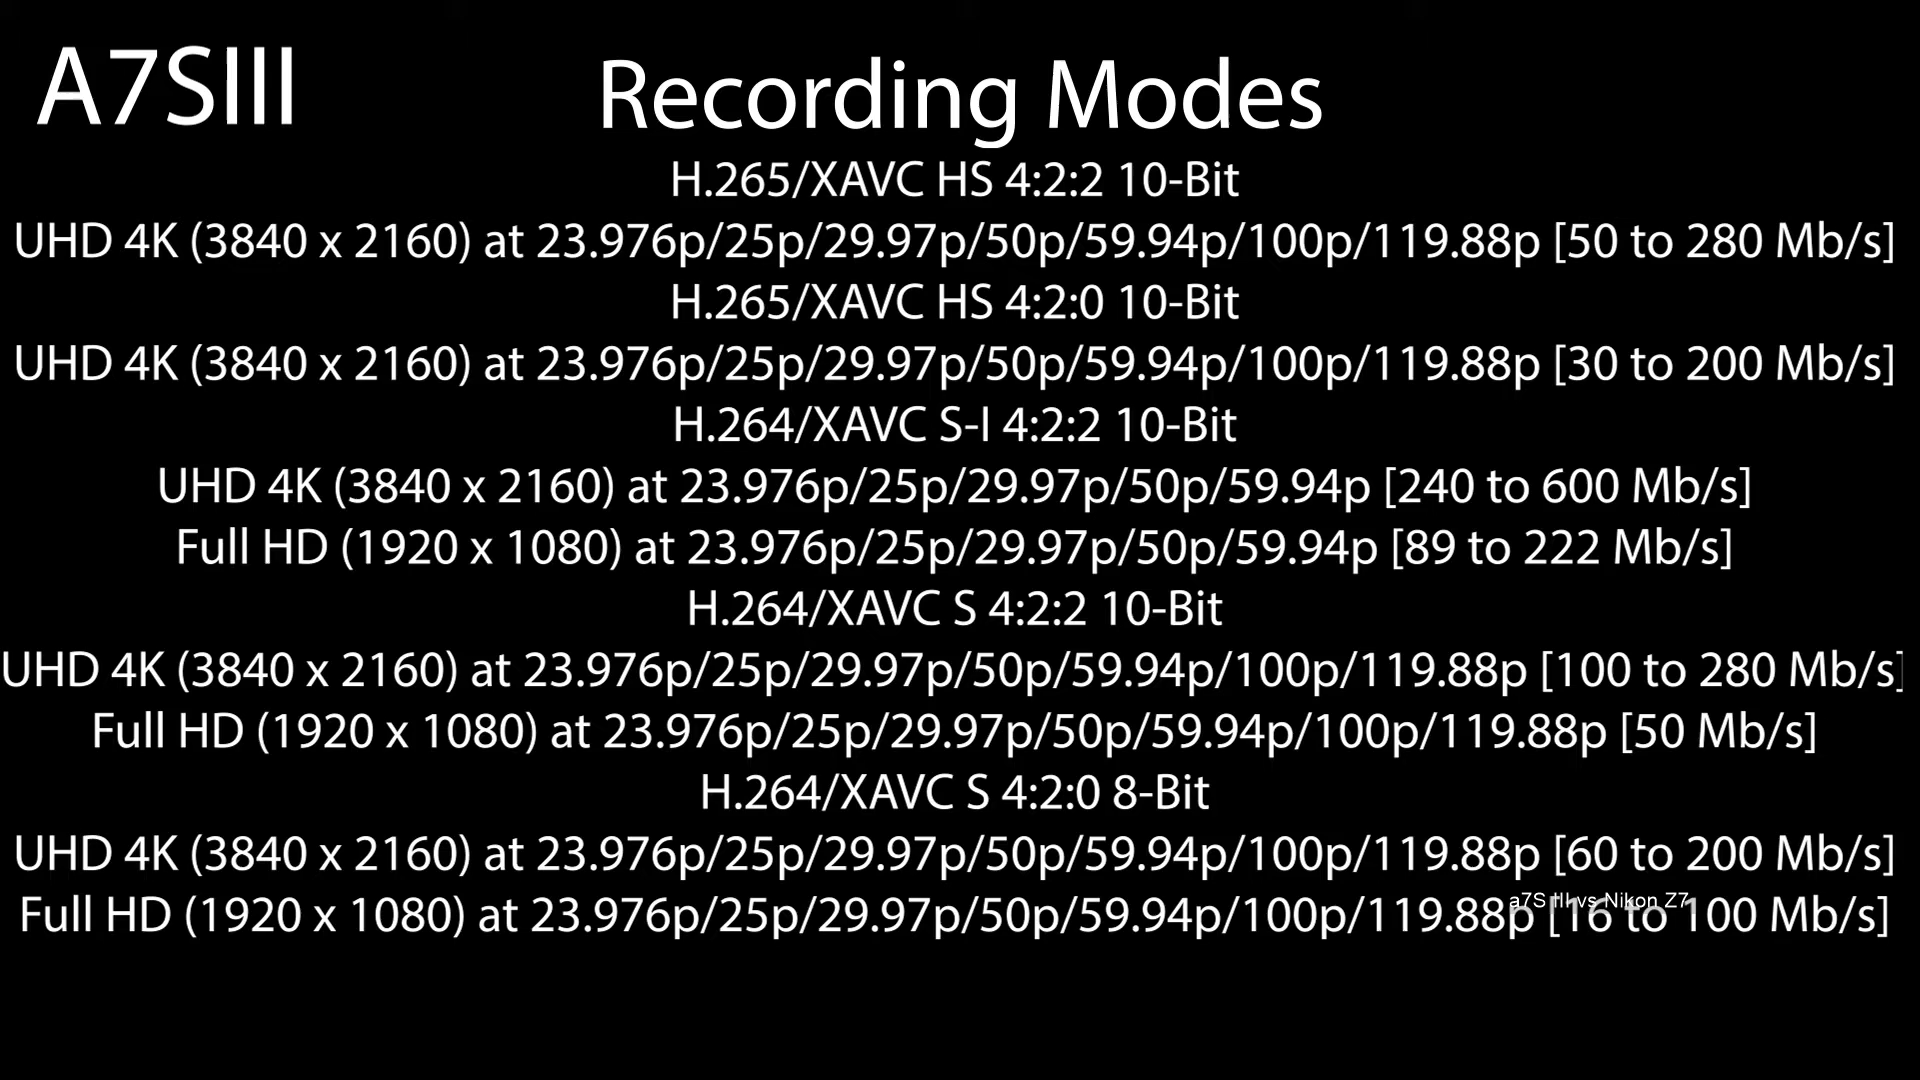 A7SIII
Recording Modes
H.265/XAVC HS 4:2:2 10-Bit
UHD 4K (3840 x 2160) at 23.976p/25p/29.97p/50p/59.94p/100p/119.88p [50 to 280 Mb/s]
H.265/XAVC HS 4:2:0 10-Bit
UHD 4K (3840 x 2160) at 23.976p/25p/29.97p/50p/59.94p/100p/119.88p [30 to 200 Mb/s]
H.264/XAVC S-I 4:2:2 10-Bit
UHD 4K (3840 x 2160) at 23.976p/25p/29.97p/50p/59.94p [240 to 600 Mb/s]
Full HD (1920 x 1080) at 23.976p/25p/29.97p/50p/59.94p [89 to 222 Mb/s]
H.264/XAVC S 4:2:2 10-Bit
UHD 4K (3840 x 2160) at 23.976p/25p/29.97p/50p/59.94p/100p/119.88p [100 to 280 Mb/s]
Full HD (1920 x 1080) at 23.976p/25p/29.97p/50p/59.94p/100p/119.88p [50 Mb/s]
H.264/XAVC S 4:2:0 8-Bit
UHD 4K (3840 x 2160) at 23.976p/25p/29.97p/50p/59.94p/100p/119.88p [60 to 200 Mb/s]
Full HD (1920 x 1080) at 23.976p/25p/29.97p/50p/59.94p/100p/119.88p [16 to 100 Mb/s]
a7S III vs Nikon Z7